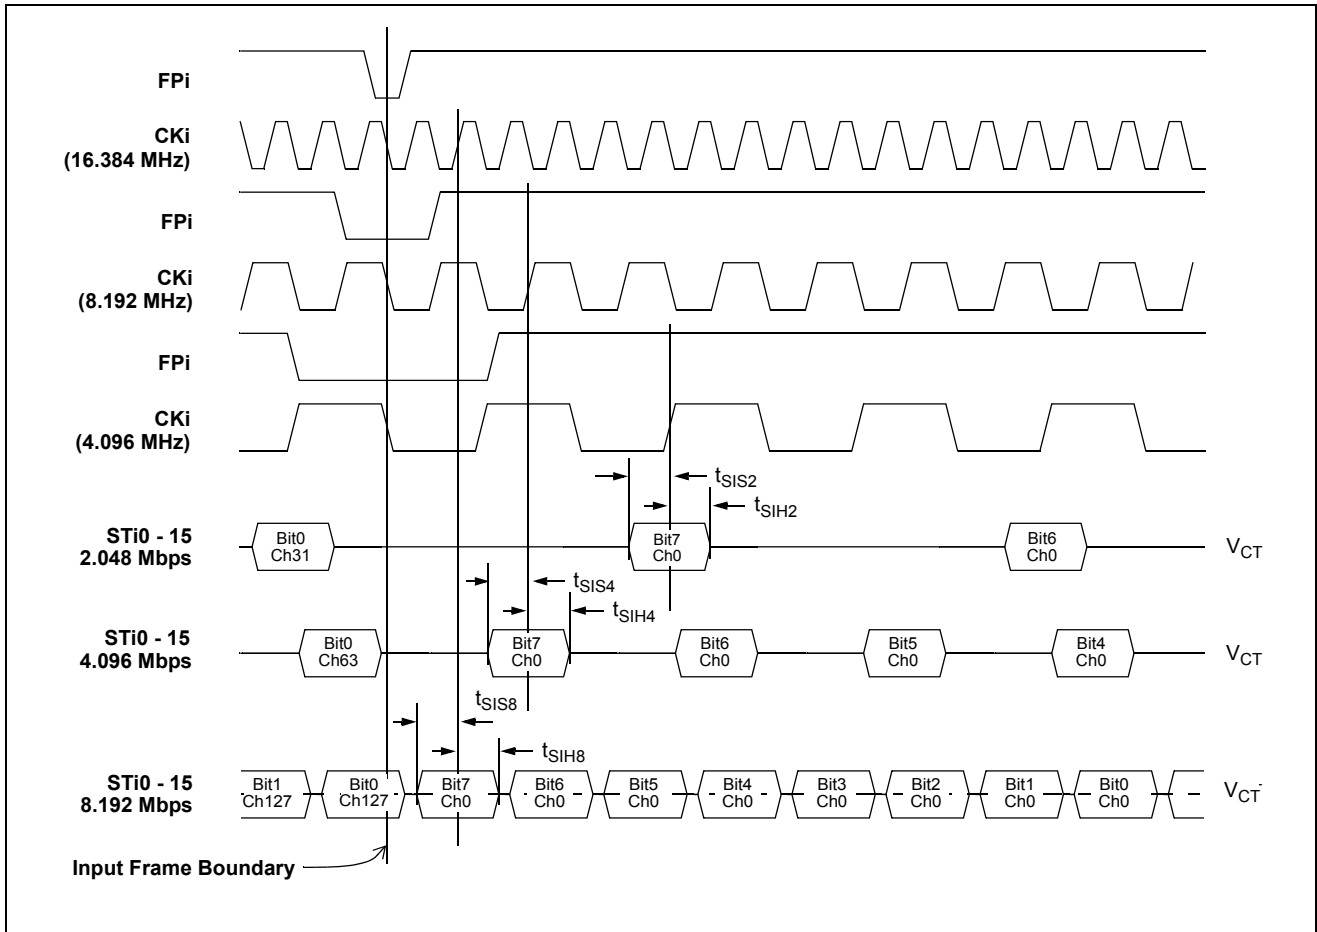 FPi
CKi
(16.384 MHz)
FPi
CKi
(8.192 MHz)
FPi
CKi
(4.096 MHz)
tSIS2
tSIH2
STi0 - 15
2.048 Mbps
Bit0
Ch31
Bit7
Ch0
Bit6
Ch0
VCT
tSIS4
tSIH4
STi0 - 15
4.096 Mbps
Bit0
Ch63
Bit7
Ch0
Bit6
Ch0
Bit5
Ch0
Bit4
Ch0
VCT
tSIS8
tSIH8
STi0 - 15
8.192 Mbps
Bit1
Ch127
Bit0
Ch127
Bit7
Ch0
Bit6
Ch0
Bit5
Ch0
Bit4
Ch0
Bit3
Ch0
Bit2
Ch0
Bit1
Ch0
Bit0
Ch0
VCT
Input Frame Boundary